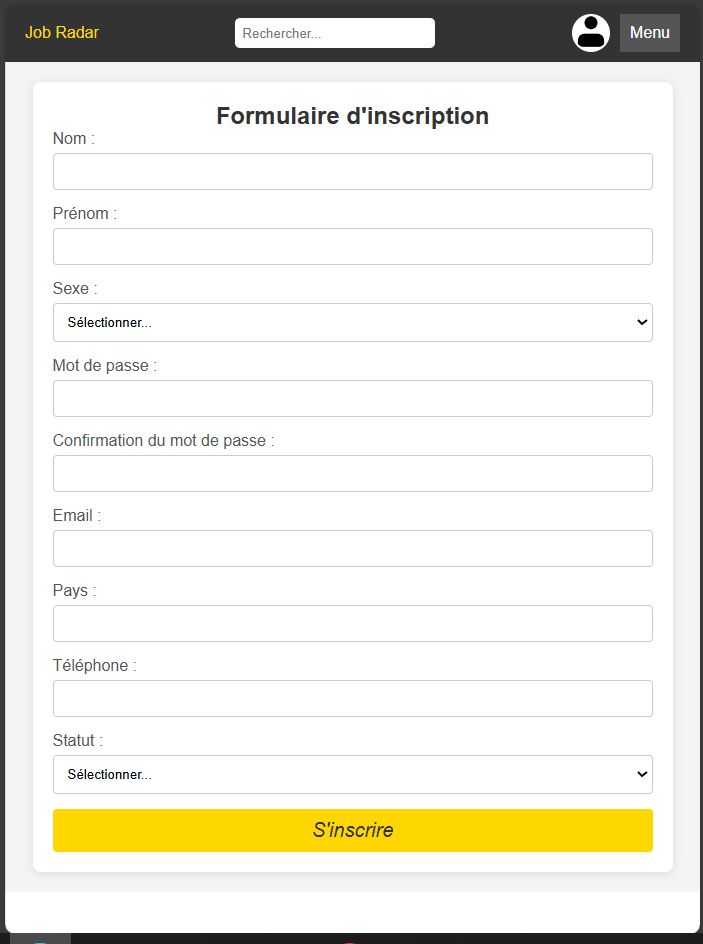 Job Radar
Rechercher...
Menu
Formulaire d'inscription
Nom :
Prénom :
Sexe :
Sélectionner...
Mot de passe :
Confirmation du mot de passe :
Email :
Pays :
Téléphone :
Statut :
Sélectionner...
S'inscrire